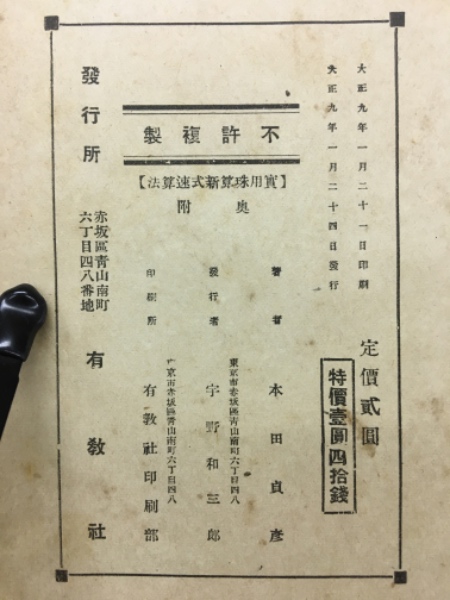 大正九年一月二十一日印刷
大正九年一月二十四日發行
定價貳圓
特價壹圓四拾錢
不許複製
【實用珠算新式速算法】
奥附
著者 本田貞彦
東京市赤坂區青山南町六丁目四八
發行者 宇野和三郎
東京市赤坂區青山南町六丁目四八
印刷所 有教社印刷部
發行所
赤坂區青山南町
六丁目四八番地
有教社